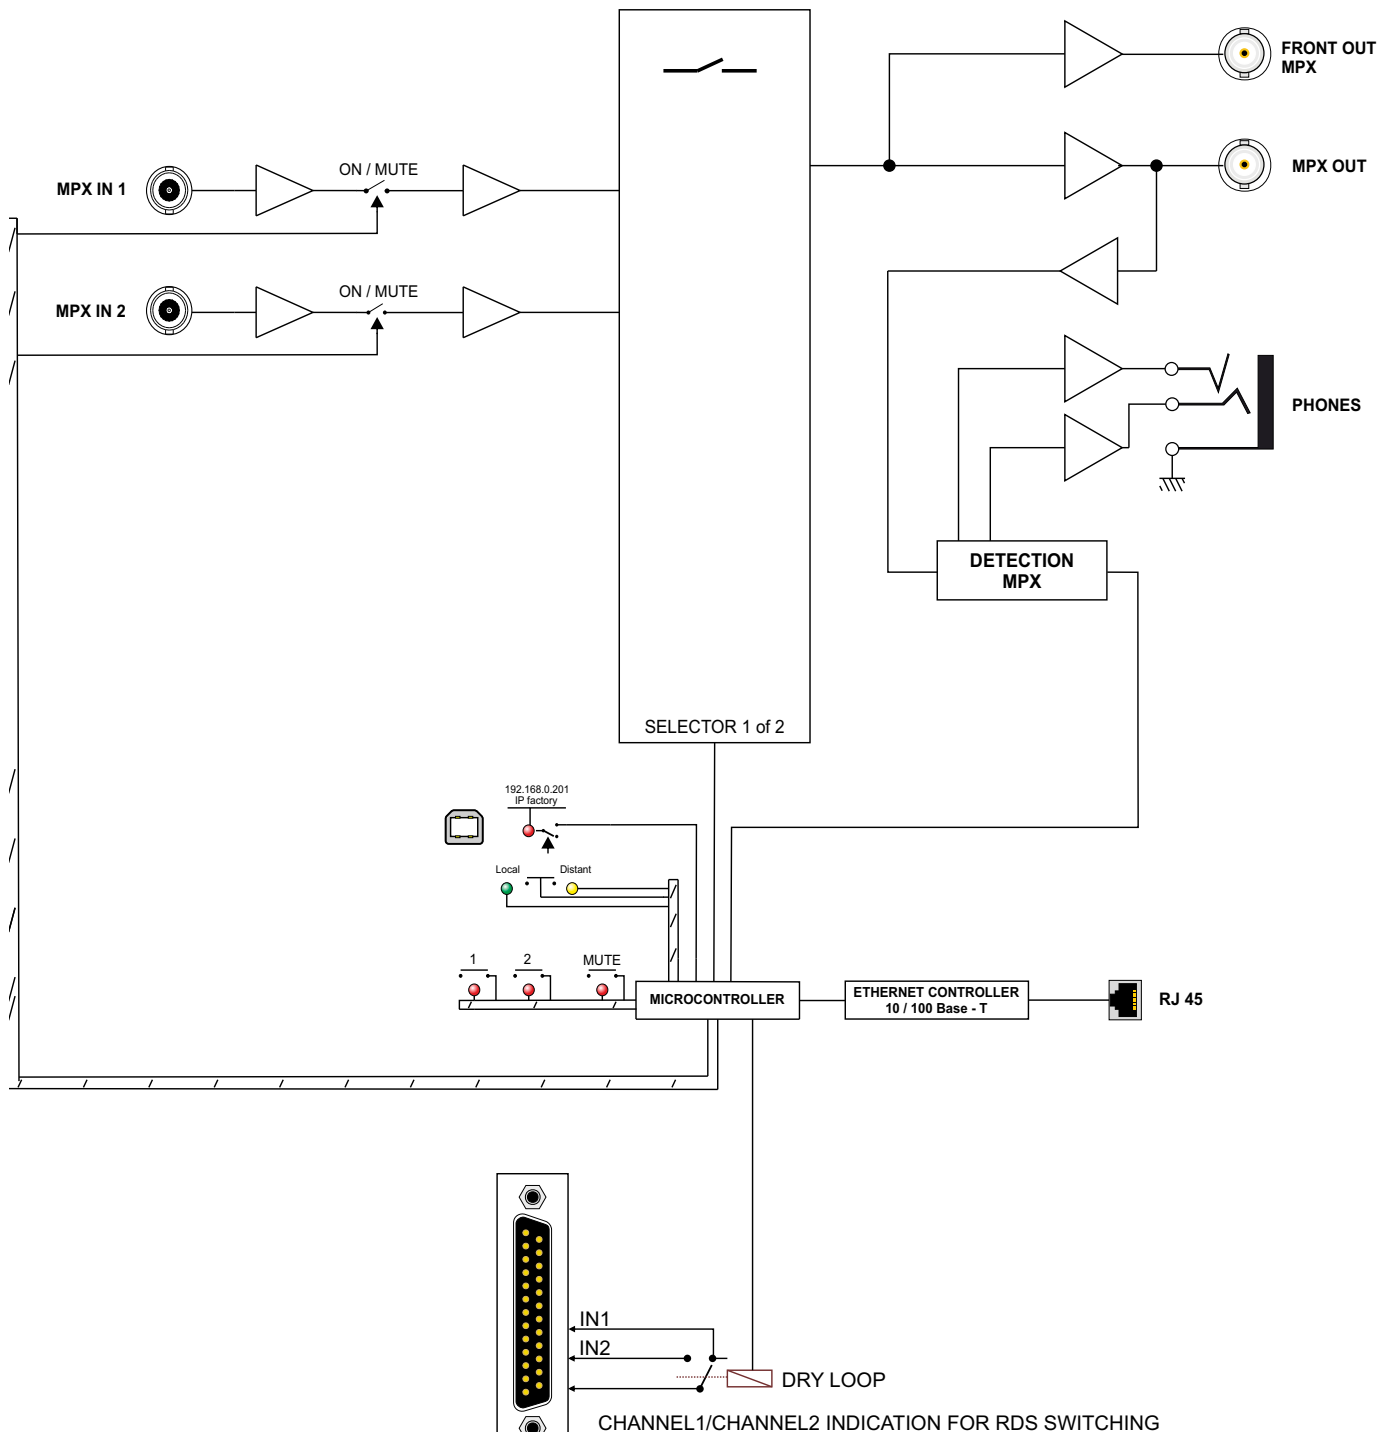 FRONT OUT
MPX
MPX OUT
ON / MUTE
MPX IN 1
ON / MUTE
MPX IN 2
PHONES
DETECTION
MPX
SELECTOR 1 of 2
192.168.0.201
IP factory
Local
Distant
1
2
MUTE
MICROCONTROLLER
ETHERNET CONTROLLER
10 / 100 Base - T
RJ 45
IN1
IN2
DRY LOOP
CHANNEL1/CHANNEL2 INDICATION FOR RDS SWITCHING